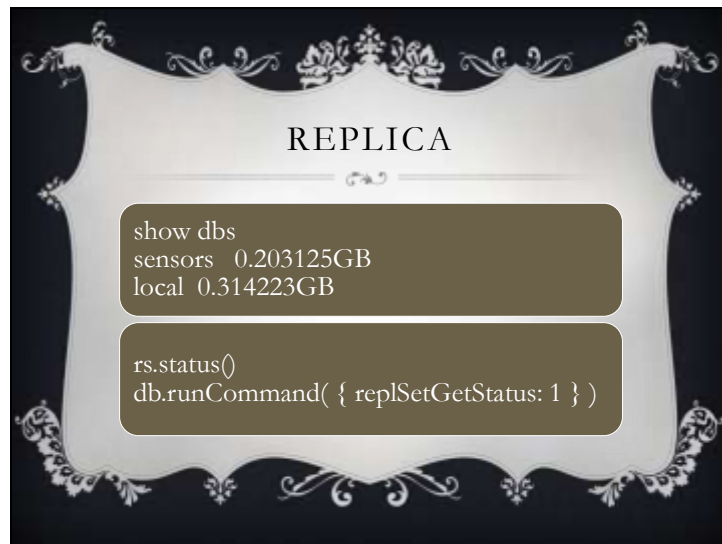 REPLICA
show dbs
sensors 0.203125GB
local 0.314223GB
rs.status()
db.runCommand( { replSetGetStatus: 1 } )